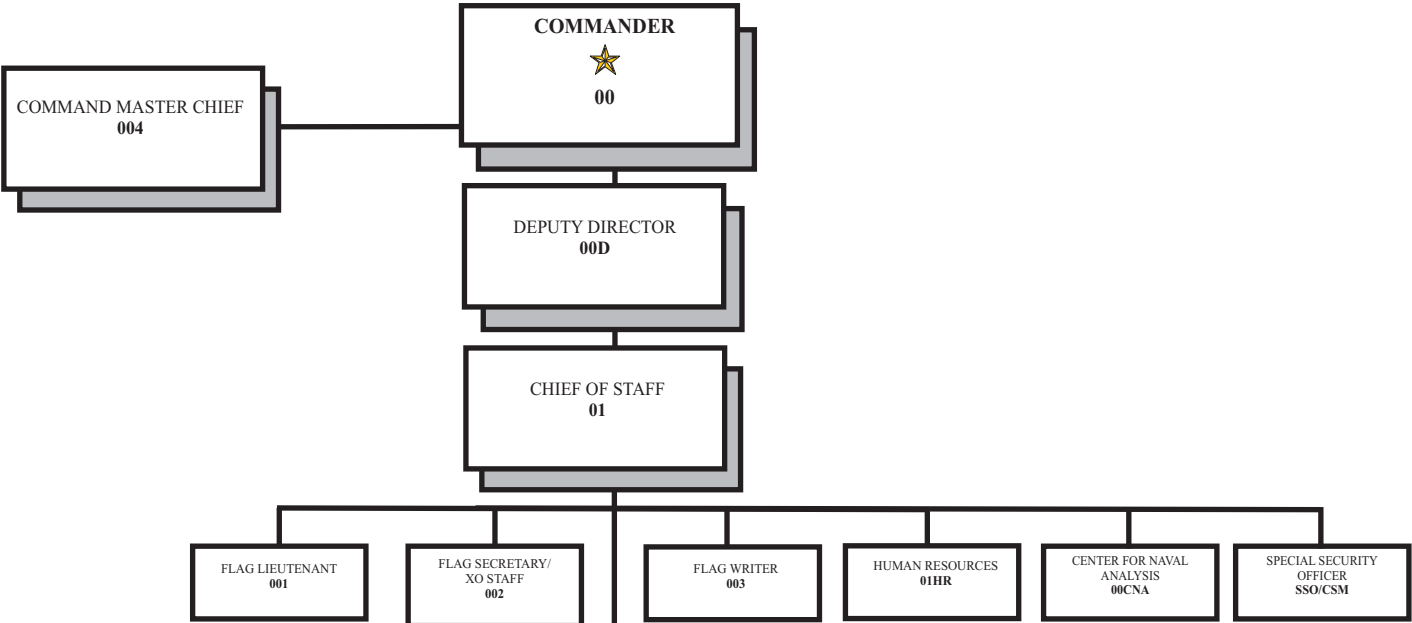 COMMANDER
00
COMMAND MASTER CHIEF
004
DEPUTY DIRECTOR
00D
CHIEF OF STAFF
01
FLAG LIEUTENANT
001
FLAG SECRETARY/
XO STAFF
002
FLAG WRITER
003
HUMAN RESOURCES
01HR
CENTER FOR NAVAL
ANALYSIS
00CNA
SPECIAL SECURITY
OFFICER
SSO/CSM